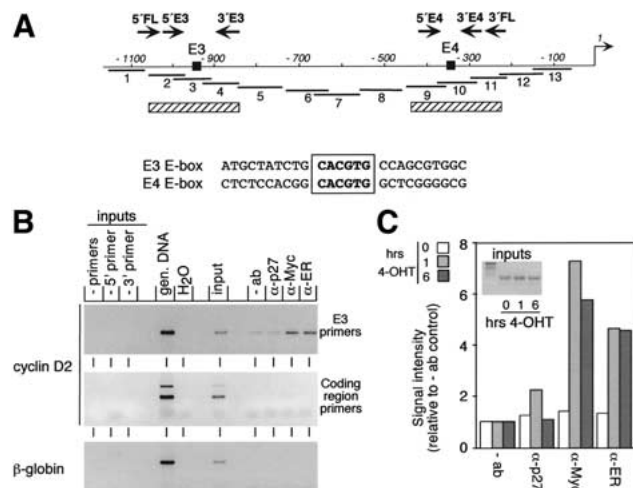 A
5´FL 5´E3 3´E3 5´E4 3´E4 3´FL
E3 E4
- 1100 - 900 - 700 - 500 - 300 - 100 1
1 2 3 4 5 6 7 8 9 10 11 12 13
E3 E-box ATGCTATCTG CACGTG CCAGCGTGGC
E4 E-box CTCTCCACGG CACGTG GCTCGGGGCG
B
inputs
- primers
- 5' primer
- 3' primer
gen. DNA
H2O
input
- ab
α-p27
α-Myc
α-ER
cyclin D2
E3
primers
Coding
region
primers
β-globin
C
hrs
4-OHT
0
1
6
inputs
0 1 6
hrs 4-OHT
Signal intensity
(relative to - ab control)
8
6
4
2
0
- ab
α-p27
α-Myc
α-ER